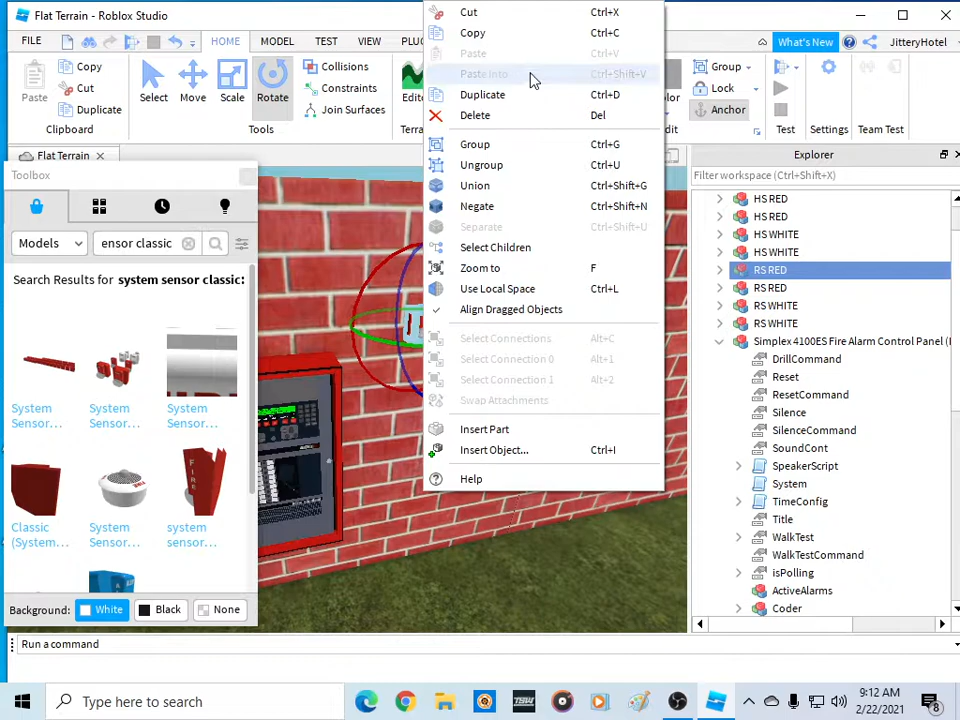 Flat Terrain - Roblox Studio
FILE
HOME
MODEL
TEST
VIEW
What's New
JitteryHotel
Paste
Copy
Cut
Duplicate
Clipboard
Select
Move
Scale
Rotate
Tools
Collisions
Constraints
Join Surfaces
Group
Lock
Anchor
Test
Settings
Team Test
Cut Ctrl+X
Copy Ctrl+C
Paste Ctrl+V
Paste Into Ctrl+Shift+V
Duplicate Ctrl+D
Delete Del
Group Ctrl+G
Ungroup Ctrl+U
Union Ctrl+Shift+G
Negate Ctrl+Shift+N
Separate Ctrl+Shift+U
Select Children
Zoom to F
Use Local Space Ctrl+L
Align Dragged Objects
Select Connections Alt+C
Select Connection 0 Alt+1
Select Connection 1 Alt+2
Swap Attachments
Insert Part
Insert Object... Ctrl+I
Help
Flat Terrain
Toolbox
Models
ensor classic
Search Results for system sensor classic:
System Sensor...
System Sensor...
System Sensor...
Classic (System...
System Sensor...
system sensor...
FIRE
Background: White Black None
Explorer
Filter workspace (Ctrl+Shift+X)
HS RED
HS RED
HS WHITE
HS WHITE
RS RED
RS RED
RS WHITE
RS WHITE
Simplex 4100ES Fire Alarm Control Panel (
DrillCommand
Reset
ResetCommand
Silence
SilenceCommand
SoundCont
SpeakerScript
System
TimeConfig
Title
WalkTest
WalkTestCommand
isPolling
ActiveAlarms
Coder
Run a command
Type here to search
TSW
9:12 AM
2/22/2021
8